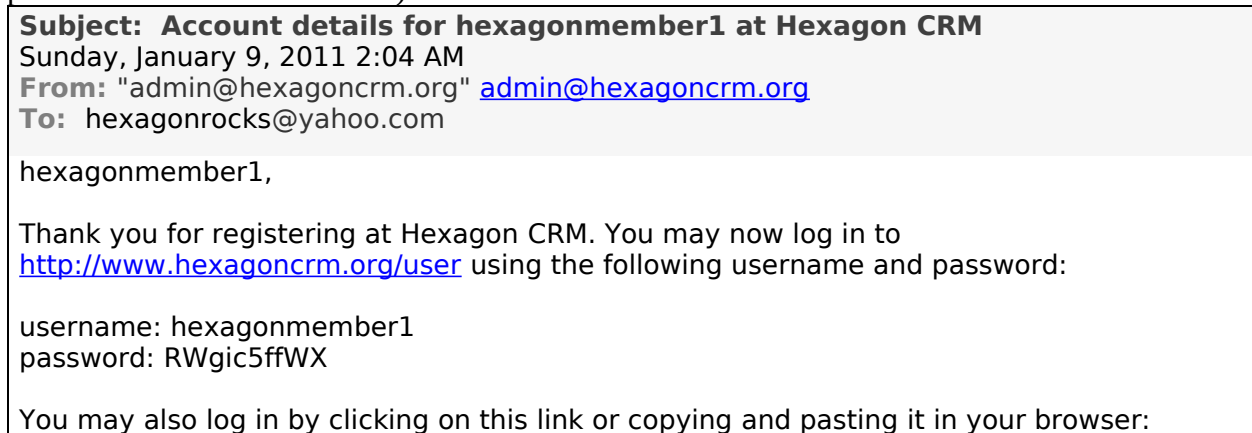 Subject: Account details for hexagonmember1 at Hexagon CRM
Sunday, January 9, 2011 2:04 AM
From: "admin@hexagoncrm.org" admin@hexagoncrm.org
To: hexagonrocks@yahoo.com
hexagonmember1,
Thank you for registering at Hexagon CRM. You may now log in to
http://www.hexagoncrm.org/user using the following username and password:
username: hexagonmember1
password: RWgic5ffWX
You may also log in by clicking on this link or copying and pasting it in your browser: